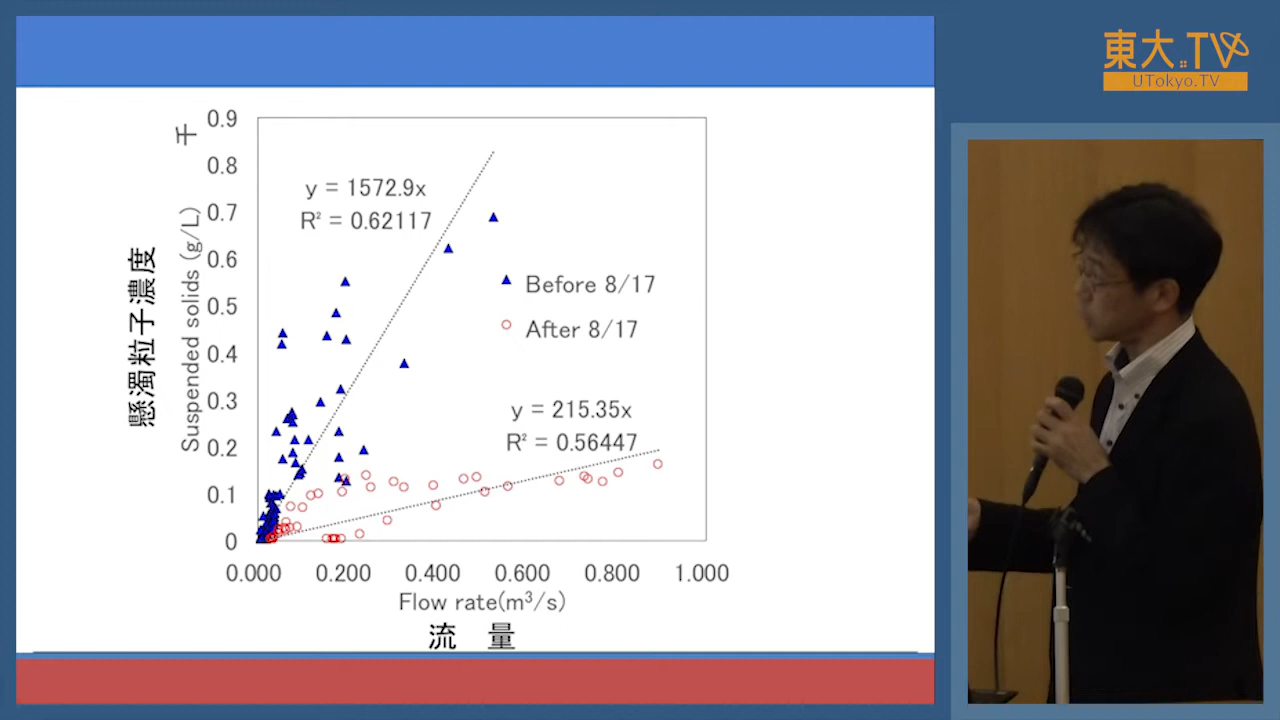 東大.TV
UTokyo.TV
千
懸濁粒子濃度
Suspended solids (g/L)
0.9
0.8
0.7
0.6
0.5
0.4
0.3
0.2
0.1
0
y = 1572.9x
R² = 0.62117
Before 8/17
After 8/17
y = 215.35x
R² = 0.56447
0.000 0.200 0.400 0.600 0.800 1.000
Flow rate(m³/s)
流 量